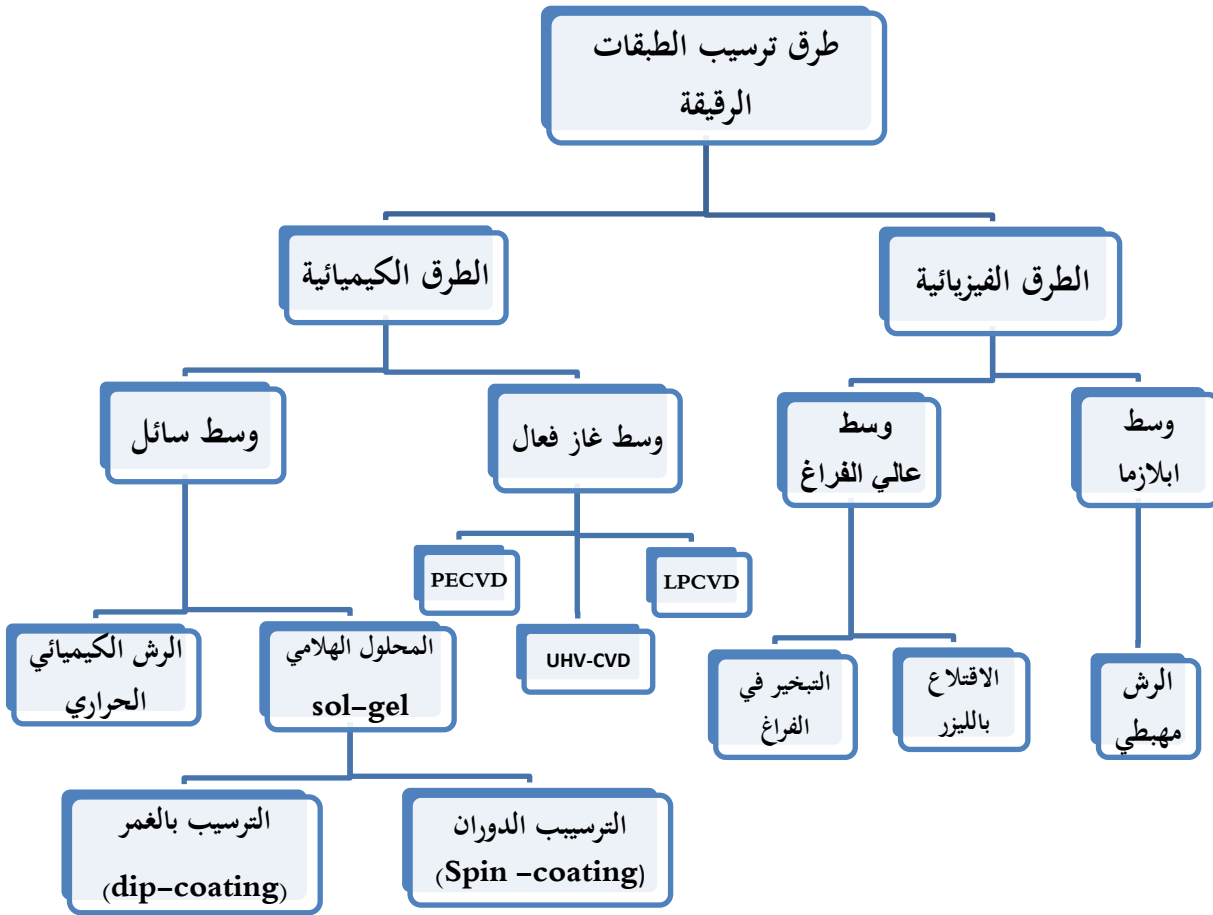 طرق ترسيب الطبقات
الرقيقة
الطرق الفيزيائية
الطرق الكيميائية
وسط
ابلازما
وسط
عالي الفراغ
وسط غاز فعال
وسط سائل
LPCVD
PECVD
UHV-CVD
الرش
مهبطي
الاقتلاع
بالليزر
التبخير في
الفراغ
المحلول الهلامي
sol-gel
الرش الكيميائي
الحراري
الترسيبب الدوران
(Spin -coating)
الترسيب بالغمر
(dip-coating)